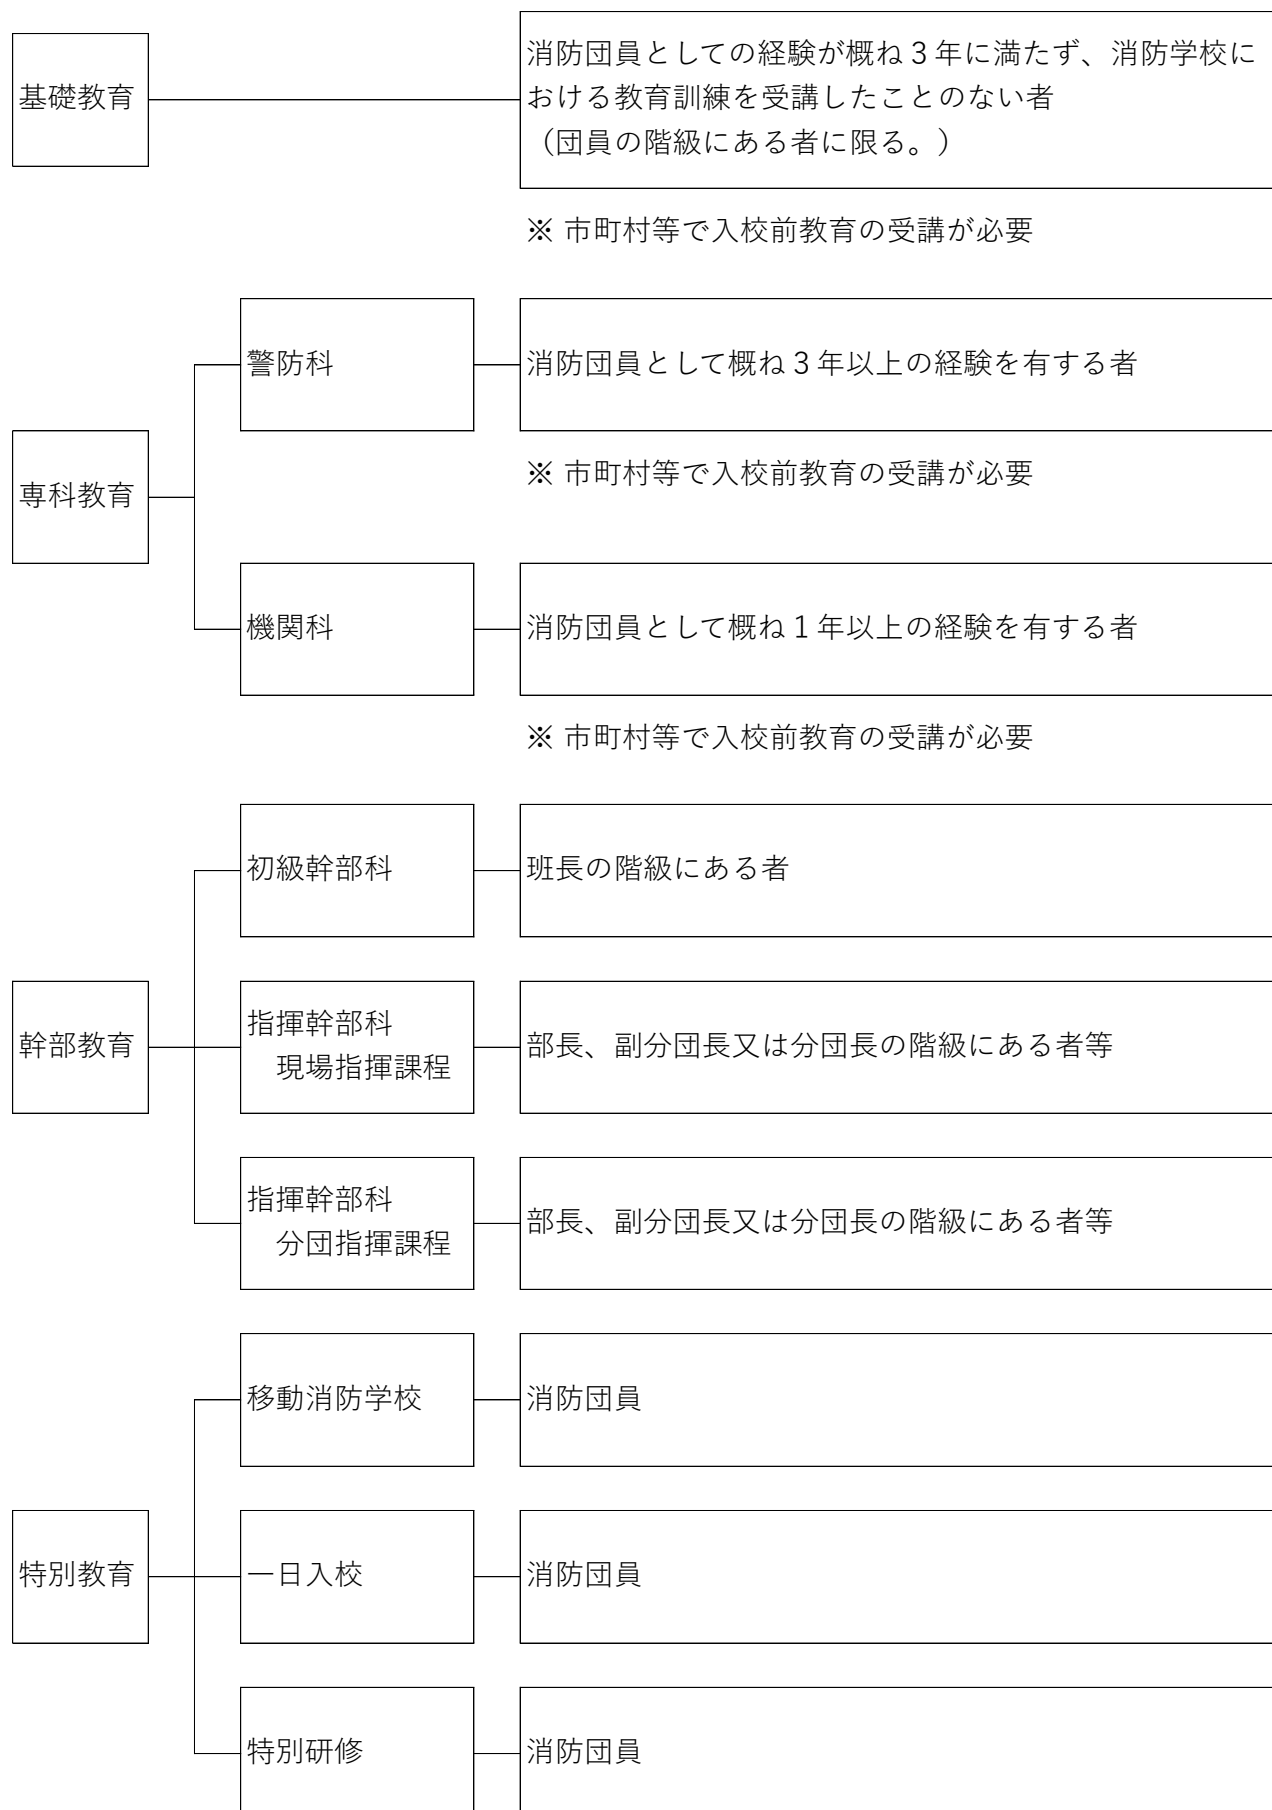 基礎教育
消防団員としての経験が概ね３年に満たず、消防学校に
おける教育訓練を受講したことのない者
（団員の階級にある者に限る。）
※ 市町村等で入校前教育の受講が必要
専科教育
警防科
消防団員として概ね３年以上の経験を有する者
※ 市町村等で入校前教育の受講が必要
機関科
消防団員として概ね１年以上の経験を有する者
※ 市町村等で入校前教育の受講が必要
幹部教育
初級幹部科
班長の階級にある者
指揮幹部科
現場指揮課程
部長、副分団長又は分団長の階級にある者等
指揮幹部科
分団指揮課程
部長、副分団長又は分団長の階級にある者等
特別教育
移動消防学校
消防団員
一日入校
消防団員
特別研修
消防団員